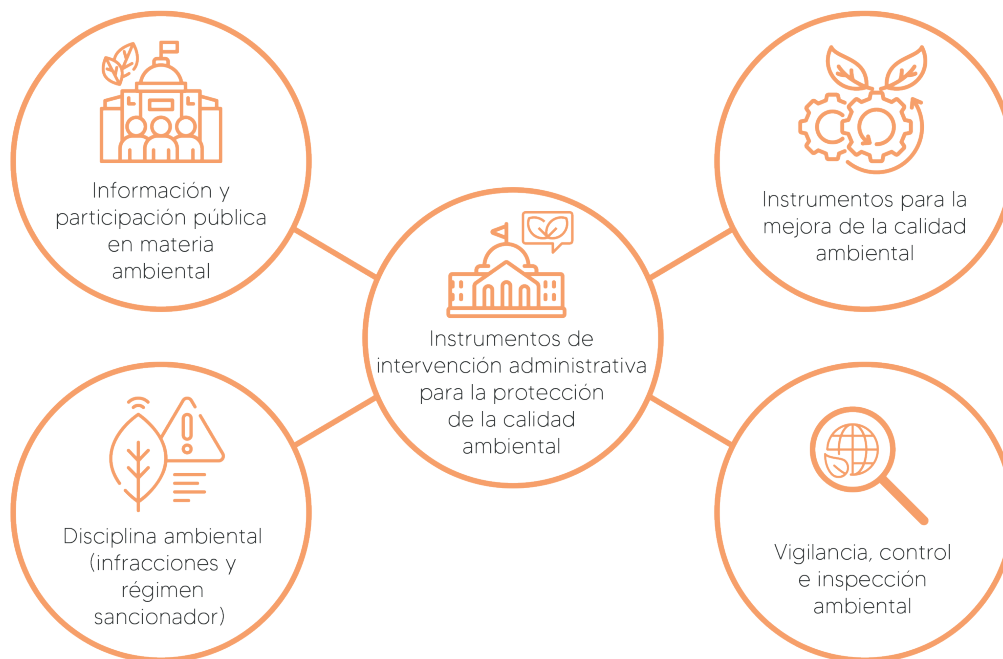 Información y
participación pública
en materia
ambiental
Instrumentos para la
mejora de la calidad
ambiental
Instrumentos de
intervención administrativa
para la protección
de la calidad
ambiental
Disciplina ambiental
(infracciones y
régimen
sancionador)
Vigilancia, control
e inspección
ambiental